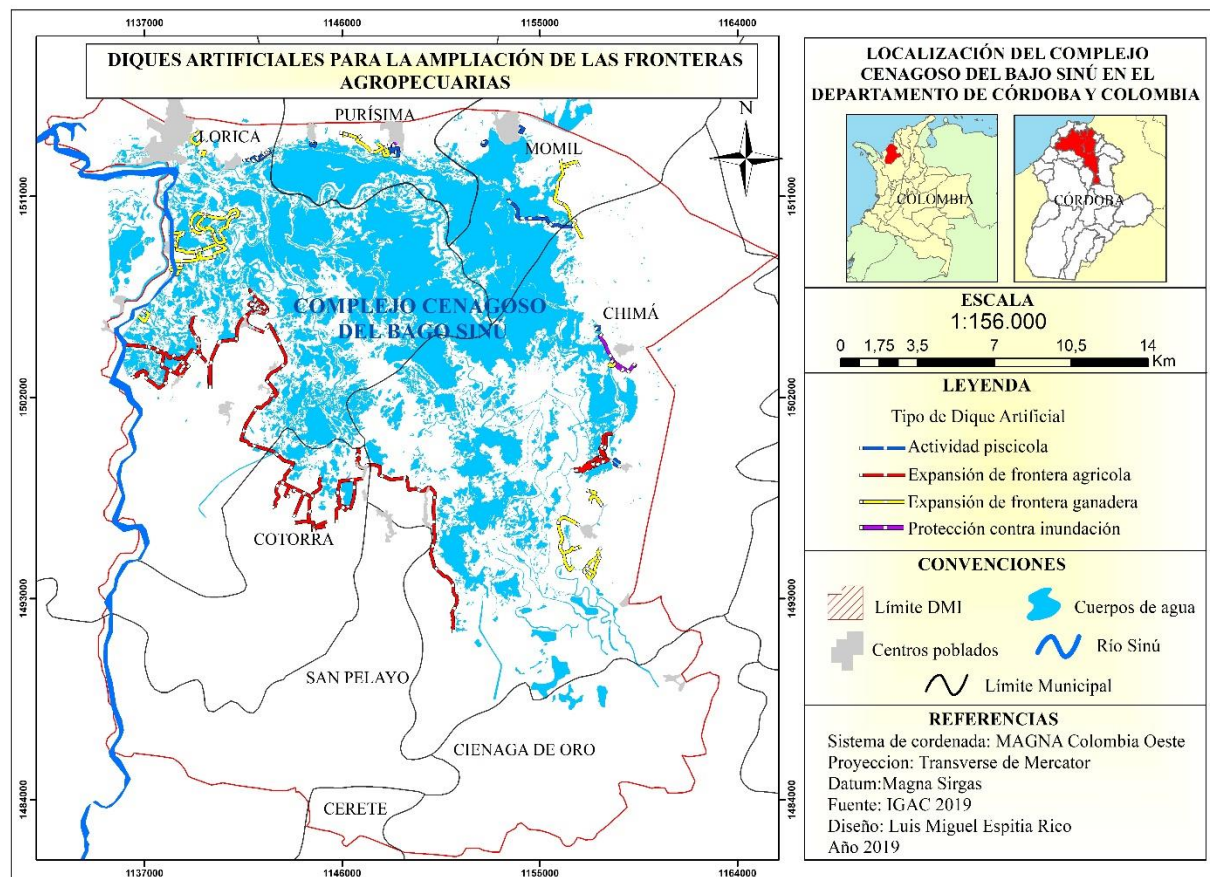 1137000 1146000 1155000 1164000
DIQUES ARTIFICIALES PARA LA AMPLIACIÓN DE LAS FRONTERAS
AGROPECUARIAS
N
PURÍSIMA
LORICA
MOMIL
1511000
1511000
COMPLEJO CENAGOSO
DEL BAGO SINÚ
CHIMÁ
1502000
1502000
COTORRA
1493000
1493000
SAN PELAYO
CIENAGA DE ORO
CERETE
1484000
1484000
1137000 1146000 1155000 1164000
LOCALIZACIÓN DEL COMPLEJO
CENAGOSO DEL BAJO SINÚ EN EL
DEPARTAMENTO DE CÓRDOBA Y COLOMBIA
COLOMBIA
CÓRDOBA
ESCALA
1:156.000
0 1,75 3,5 7 10,5 14
Km
LEYENDA
Tipo de Dique Artificial
Actividad piscicola
Expansión de frontera agricola
Expansión de frontera ganadera
Protección contra inundación
CONVENCIONES
Límite DMI
Cuerpos de agua
Centros poblados
Río Sinú
Límite Municipal
REFERENCIAS
Sistema de cordenada: MAGNA Colombia Oeste
Proyeccion: Transverse de Mercator
Datum:Magna Sirgas
Fuente: IGAC 2019
Diseño: Luis Miguel Espitia Rico
Año 2019